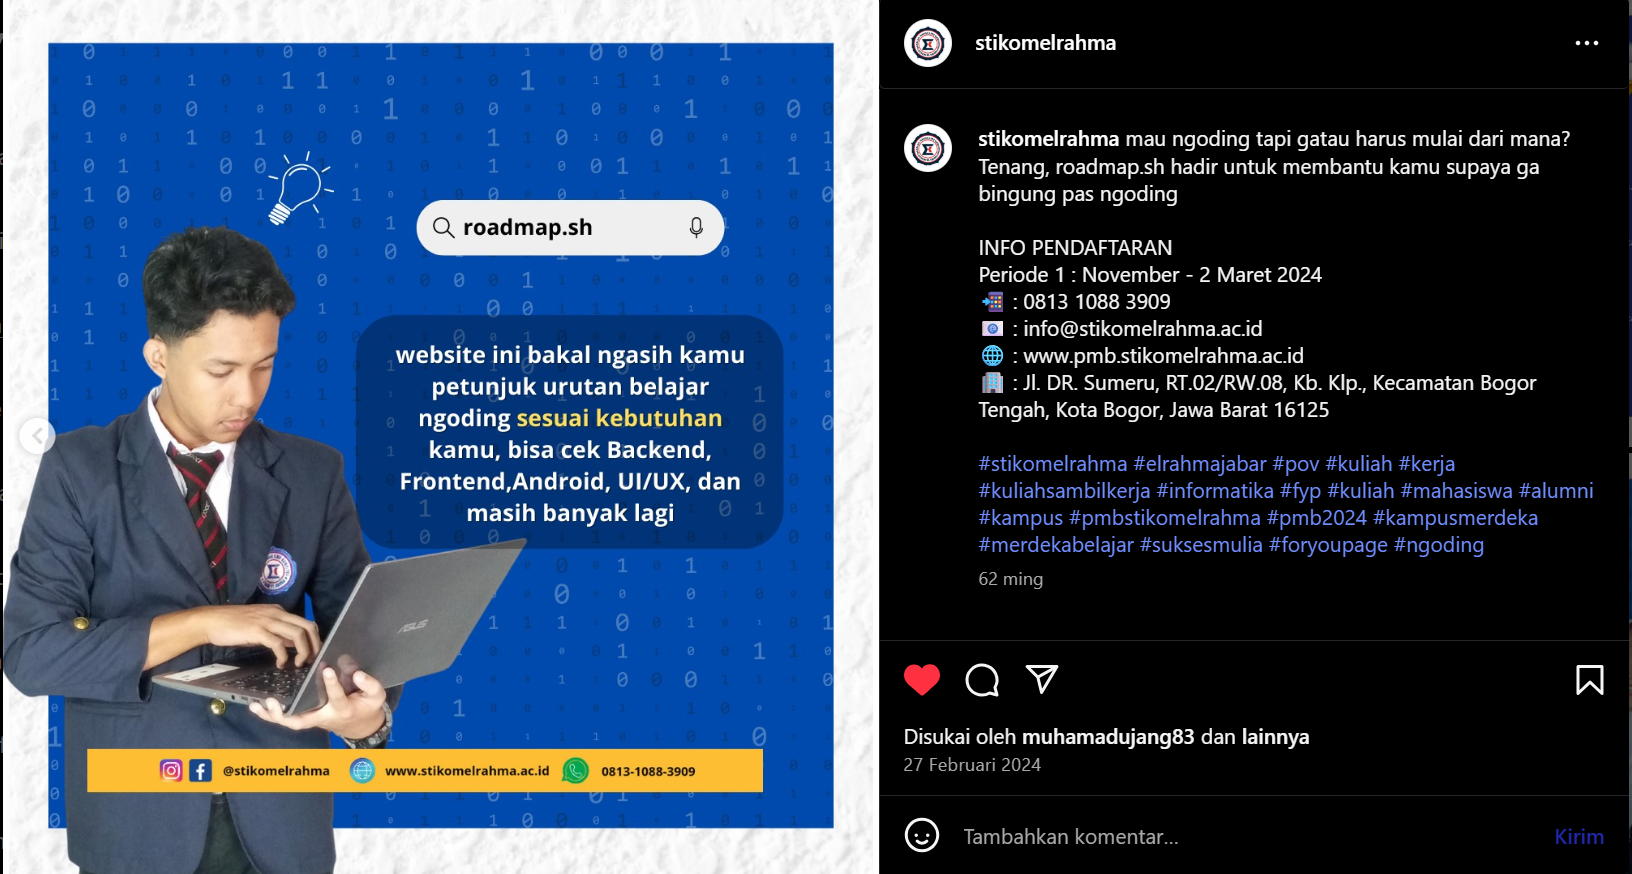 roadmap.sh
website ini bakal ngasih kamu
petunjuk urutan belajar
ngoding sesuai kebutuhan
kamu, bisa cek Backend,
Frontend,Android, UI/UX, dan
masih banyak lagi
ASUS
@stikomelrahma www.stikomelrahma.ac.id 0813-1088-3909
stikomelrahma
stikomelrahma mau ngoding tapi gatau harus mulai dari mana?
Tenang, roadmap.sh hadir untuk membantu kamu supaya ga
bingung pas ngoding
INFO PENDAFTARAN
Periode 1 : November - 2 Maret 2024
: 0813 1088 3909
: info@stikomelrahma.ac.id
: www.pmb.stikomelrahma.ac.id
: Jl. DR. Sumeru, RT.02/RW.08, Kb. Klp., Kecamatan Bogor
Tengah, Kota Bogor, Jawa Barat 16125
#stikomelrahma #elrahmajabar #pov #kuliah #kerja
#kuliahsambilkerja #informatika #fyp #kuliah #mahasiswa #alumni
#kampus #pmbstikomelrahma #pmb2024 #kampusmerdeka
#merdekabelajar #suksesmulia #foryoupage #ngoding
62 ming
Disukai oleh muhamadujang83 dan lainnya
27 Februari 2024
Tambahkan komentar...
Kirim